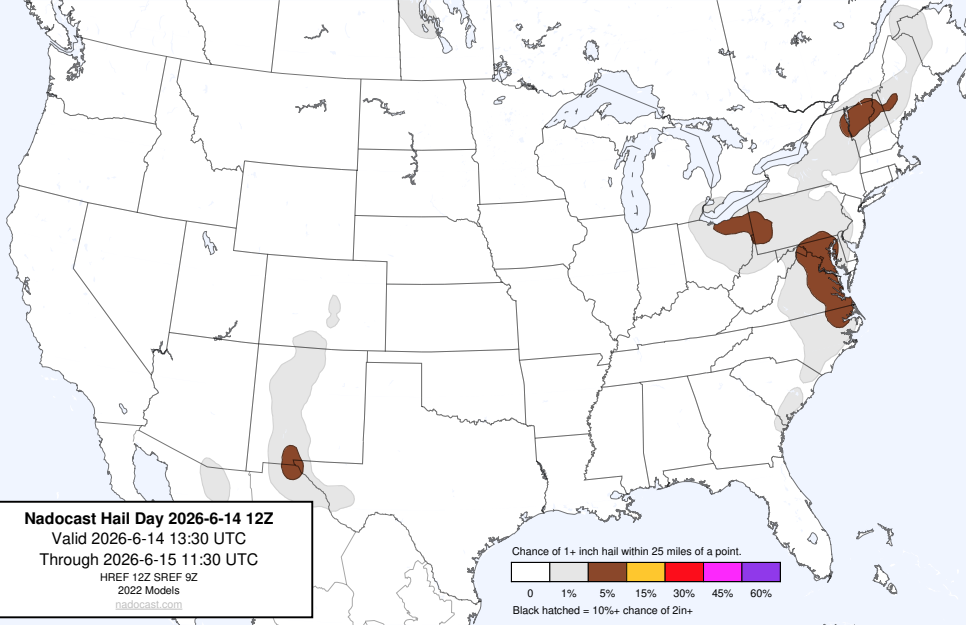 Nadocast Hail Day 2026-6-14 12Z
Valid 2026-6-14 13:30 UTC
Through 2026-6-15 11:30 UTC
HREF 12Z SREF 9Z
2022 Models
nadocast.com
Chance of 1+ inch hail within 25 miles of a point.
0 1% 5% 15% 30% 45% 60%
Black hatched = 10%+ chance of 2in+